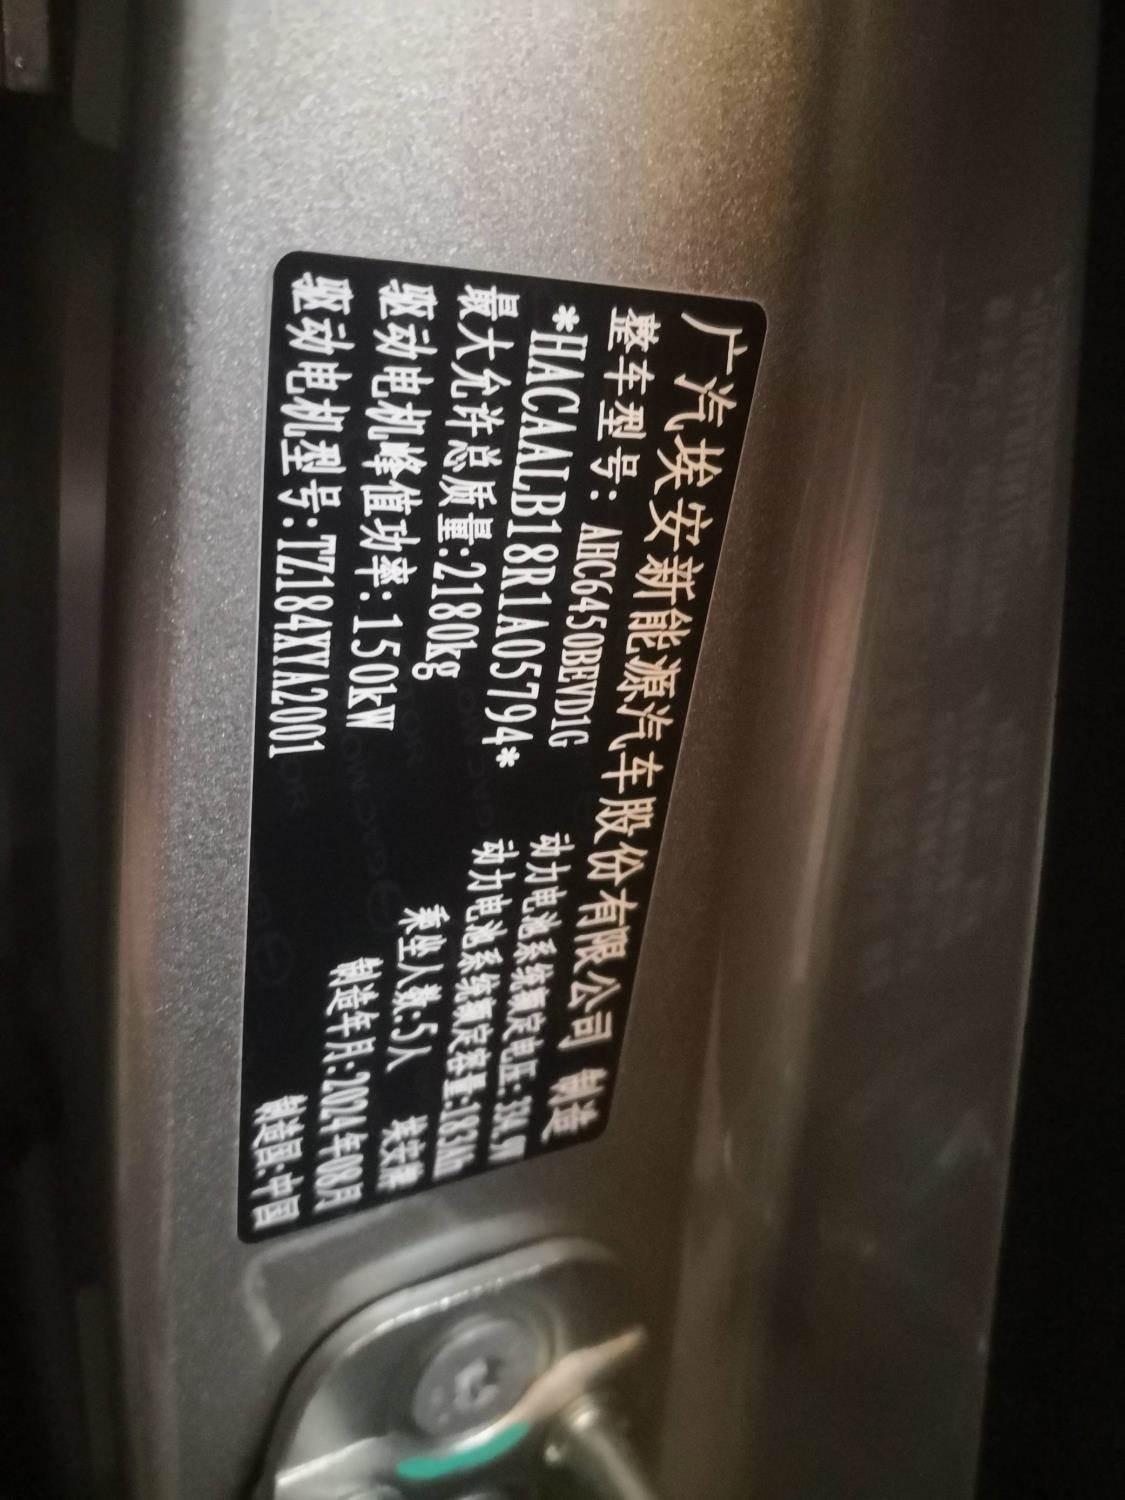 广汽埃安新能源汽车股份有限公司 制造
整车型号: AHC6450BEVD1G
*HACAALB18R1A05794*
动力电池系统额定电压:
最大允许总质量:2180kg
动力电池系统额定容量:183Ah
驱动电机峰值功率:150kW
乘坐人数:5人 埃安牌
驱动电机型号:TZ184XYA2001
制造年月:2024年08月
制造国:中国